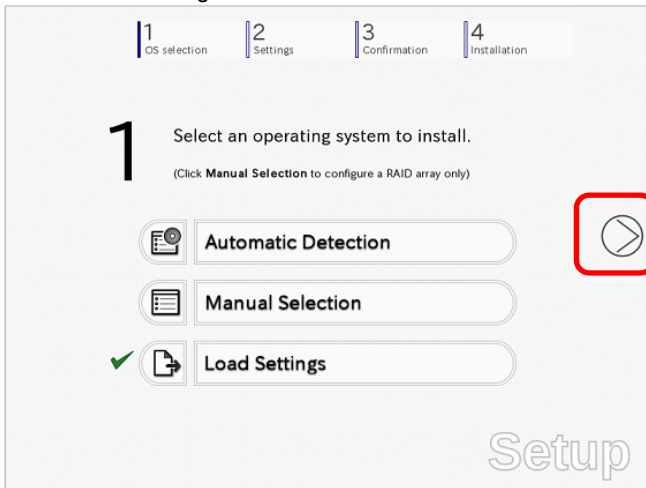 1 2 3 4
OS selection Settings Confirmation Installation
1
Select an operating system to install.
(Click Manual Selection to configure a RAID array only)
Automatic Detection
Manual Selection
Load Settings
Setup